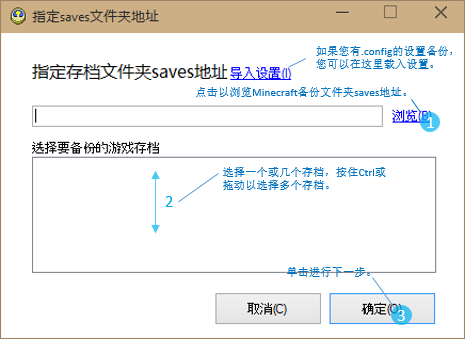 指定saves文件夹地址
如果您有.config的设置备份,
您可以在这里载入设置。
指定存档文件夹saves地址 导入设置(I)
点击以浏览Minecraft备份文件夹saves地址。
浏览(B)
1
选择要备份的游戏存档
选择一个或几个存档，按住Ctrl或
拖动以选择多个存档。
2
单击进行下一步。
取消(C)
确定(O)
3